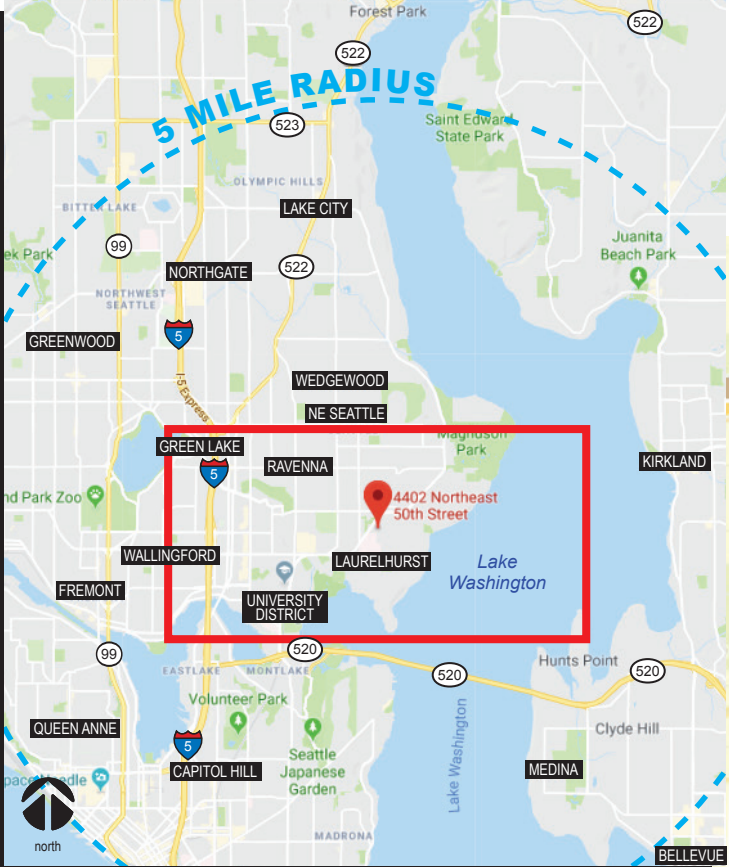 Forest Park
522
522
5 MILE RADIUS
523
Saint Edward
State Park
OLYMPIC HILLS
BITTER LAKE
LAKE CITY
99
ek Park
Juanita
Beach Park
NORTHGATE
522
NORTHWEST
SEATTLE
5
GREENWOOD
I-5 Express
WEDGEWOOD
NE SEATTLE
Magnuson
Park
GREEN LAKE
5
RAVENNA
KIRKLAND
nd Park Zoo
4402 Northeast
50th Street
WALLINGFORD
LAURELHURST
Lake
Washington
FREMONT
UNIVERSITY
DISTRICT
99
520
EASTLAKE
MONTLAKE
Hunts Point
520
520
Volunteer Park
QUEEN ANNE
Lake Washington
Clyde Hill
5
Seattle
Japanese
Garden
CAPITOL HILL
MEDINA
pace Needle
north
MADRONA
BELLEVUE